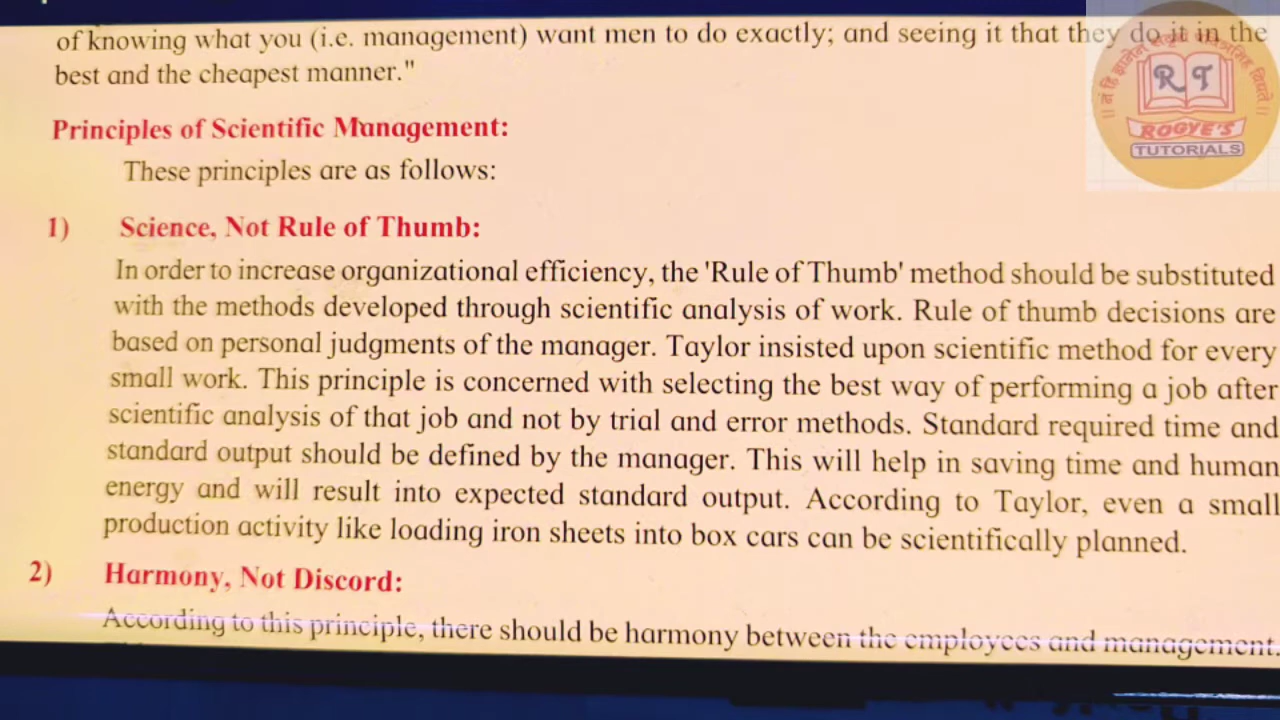 of knowing what you (i.e. management) want men to do exactly; and seeing it that they do it in the
best and the cheapest manner."
Principles of Scientific Management:
These principles are as follows:
1) Science, Not Rule of Thumb:
In order to increase organizational efficiency, the 'Rule of Thumb' method should be substituted
with the methods developed through scientific analysis of work. Rule of thumb decisions are
based on personal judgments of the manager. Taylor insisted upon scientific method for every
small work. This principle is concerned with selecting the best way of performing a job after
scientific analysis of that job and not by trial and error methods. Standard required time and
standard output should be defined by the manager. This will help in saving time and human
energy and will result into expected standard output. According to Taylor, even a small
production activity like loading iron sheets into box cars can be scientifically planned.
2) Harmony, Not Discord:
According to this principle, there should be harmony between the employees and management.
R T
ROGYE'S
TUTORIALS